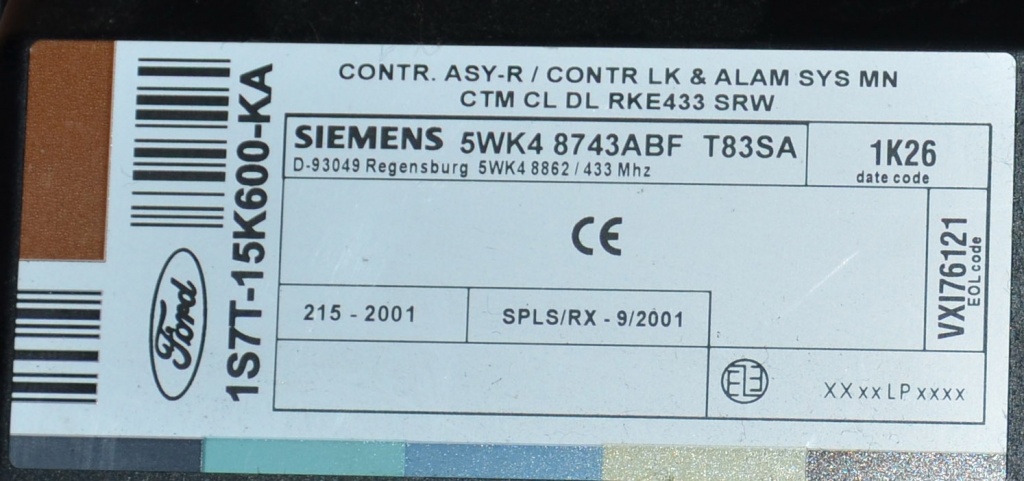 CONTR. ASY-R / CONTR LK & ALAM SYS MN
CTM CL DL RKE433 SRW
SIEMENS 5WK4 8743ABF T83SA
D-93049 Regensburg 5WK4 8862 / 433 Mhz
1K26
date code
CE
VXI76121
EOL code
215 - 2001
SPLS/RX - 9/2001
XX xx LP xxxx
Ford
1S7T-15K600-KA